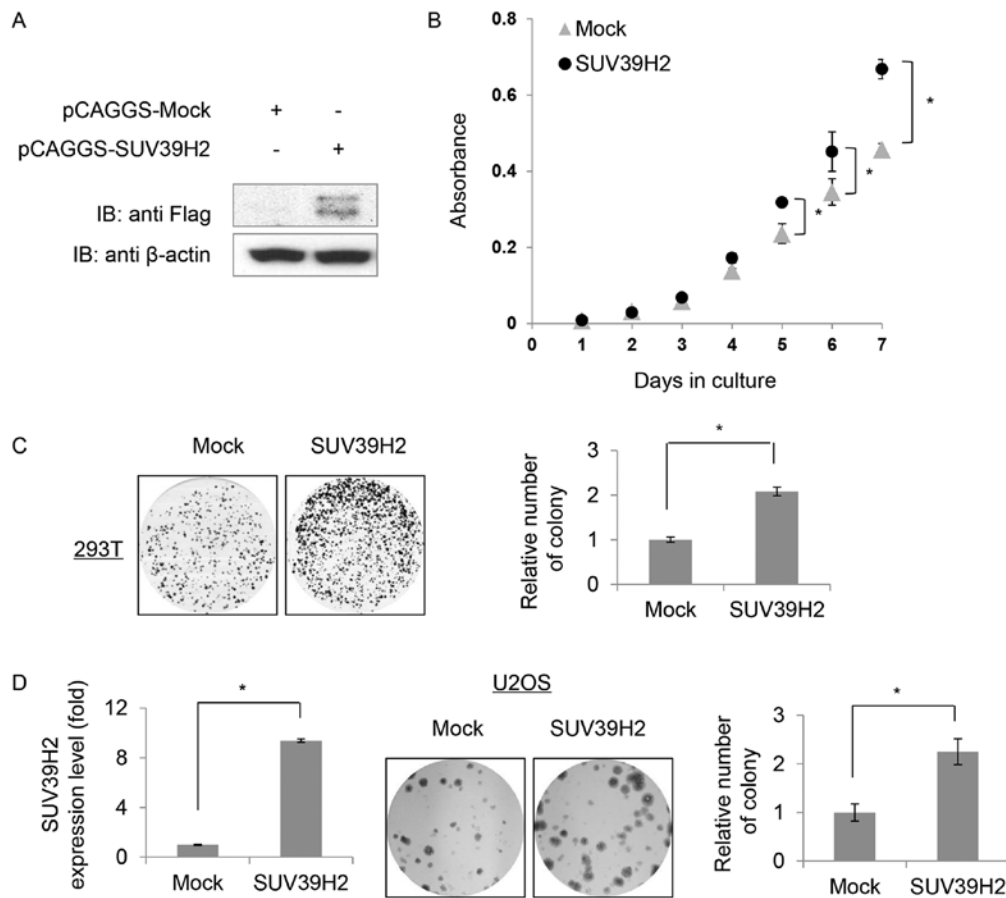 A
pCAGGS-Mock + -
pCAGGS-SUV39H2 - +
IB: anti Flag
IB: anti β-actin
B
Mock
SUV39H2
0.8
0.6
0.4
0.2
0
Absorbance
*
*
*
0 1 2 3 4 5 6 7
Days in culture
C
Mock SUV39H2
293T
Relative number
of colony
3
2
1
0
*
Mock SUV39H2
D
SUV39H2
expression level (fold)
12
8
4
0
*
Mock SUV39H2
U2OS
Mock SUV39H2
Relative number
of colony
3
2
1
0
*
Mock SUV39H2